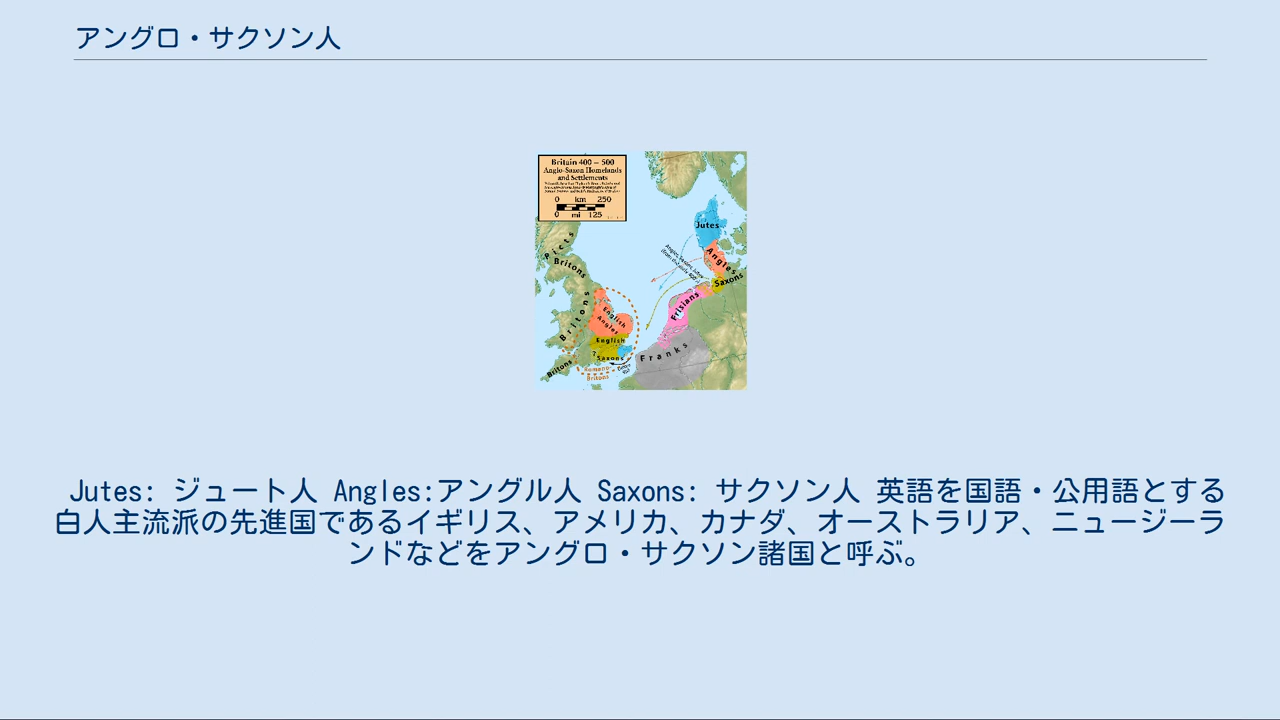 アングロ・サクソン人
Britain 400 – 500
Anglo-Saxon Homelands
and Settlements
0 km 250
0 mi 125
Jutes
Angles
Saxons
Frisians
Franks
Picts
Britons
Britons
Britons
English
Angles
English
Saxons
Romano-
Britons
Jutes: ジュート人 Angles:アングル人 Saxons: サクソン人 英語を国語・公用語とする
白人主流派の先進国であるイギリス、アメリカ、カナダ、オーストラリア、ニュージーラ
ンドなどをアングロ・サクソン諸国と呼ぶ。